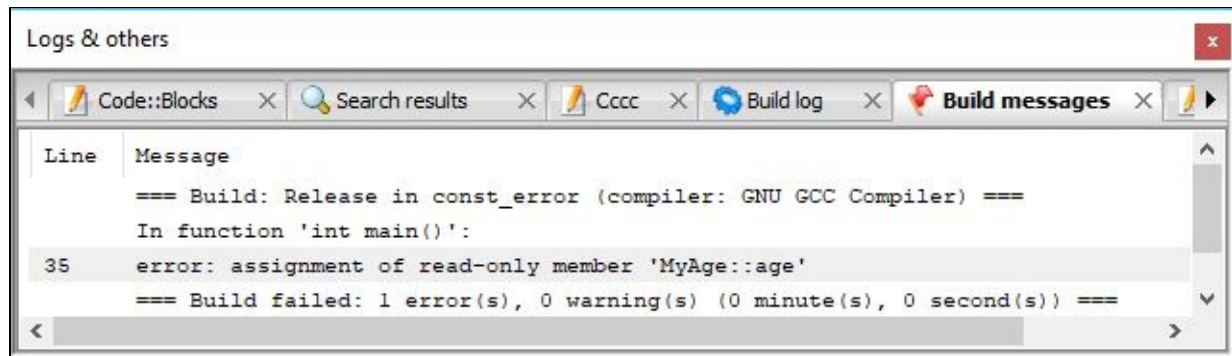 Logs & others
x
Code::Blocks Search results Cccc Build log Build messages
Line Message
=== Build: Release in const_error (compiler: GNU GCC Compiler) ===
In function 'int main()':
35 error: assignment of read-only member 'MyAge::age'
=== Build failed: 1 error(s), 0 warning(s) (0 minute(s), 0 second(s)) ===